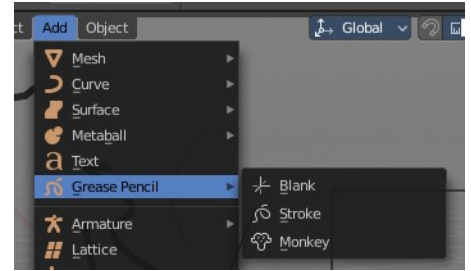 Add Object Global
Mesh
Curve
Surface
Metaball
Text
Grease Pencil
Blank
Stroke
Monkey
Armature
Lattice